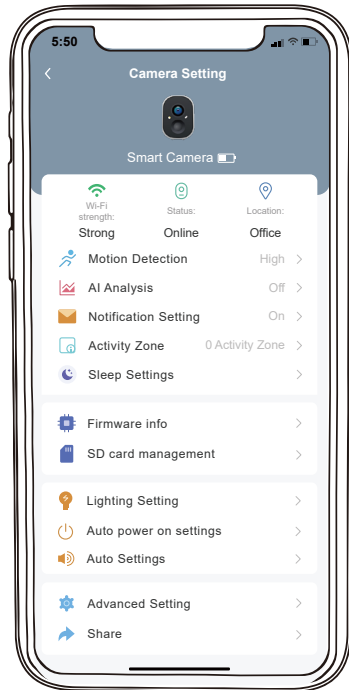 5:50
Camera Setting
Smart Camera
Wi-Fi
strength:
Strong
Status:
Online
Location:
Office
Motion Detection High
AI Analysis Off
Notification Setting On
Activity Zone 0 Activity Zone
Sleep Settings
Firmware info
SD card management
Lighting Setting
Auto power on settings
Auto Settings
Advanced Setting
Share